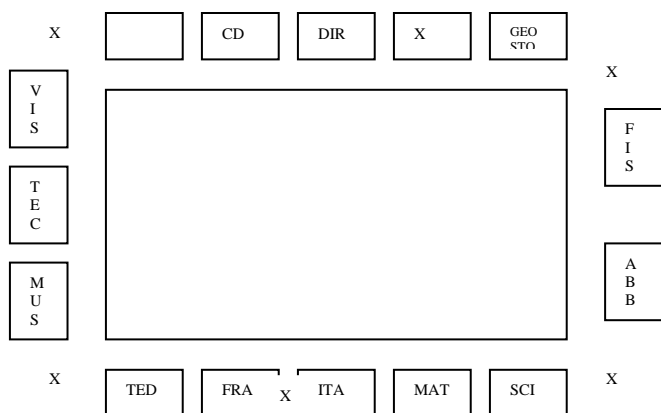 X CD DIR X GEO
STO
X
V
I
S
F
I
S
T
E
C
A
B
B
M
U
S
X TED FRA X ITA MAT SCI X